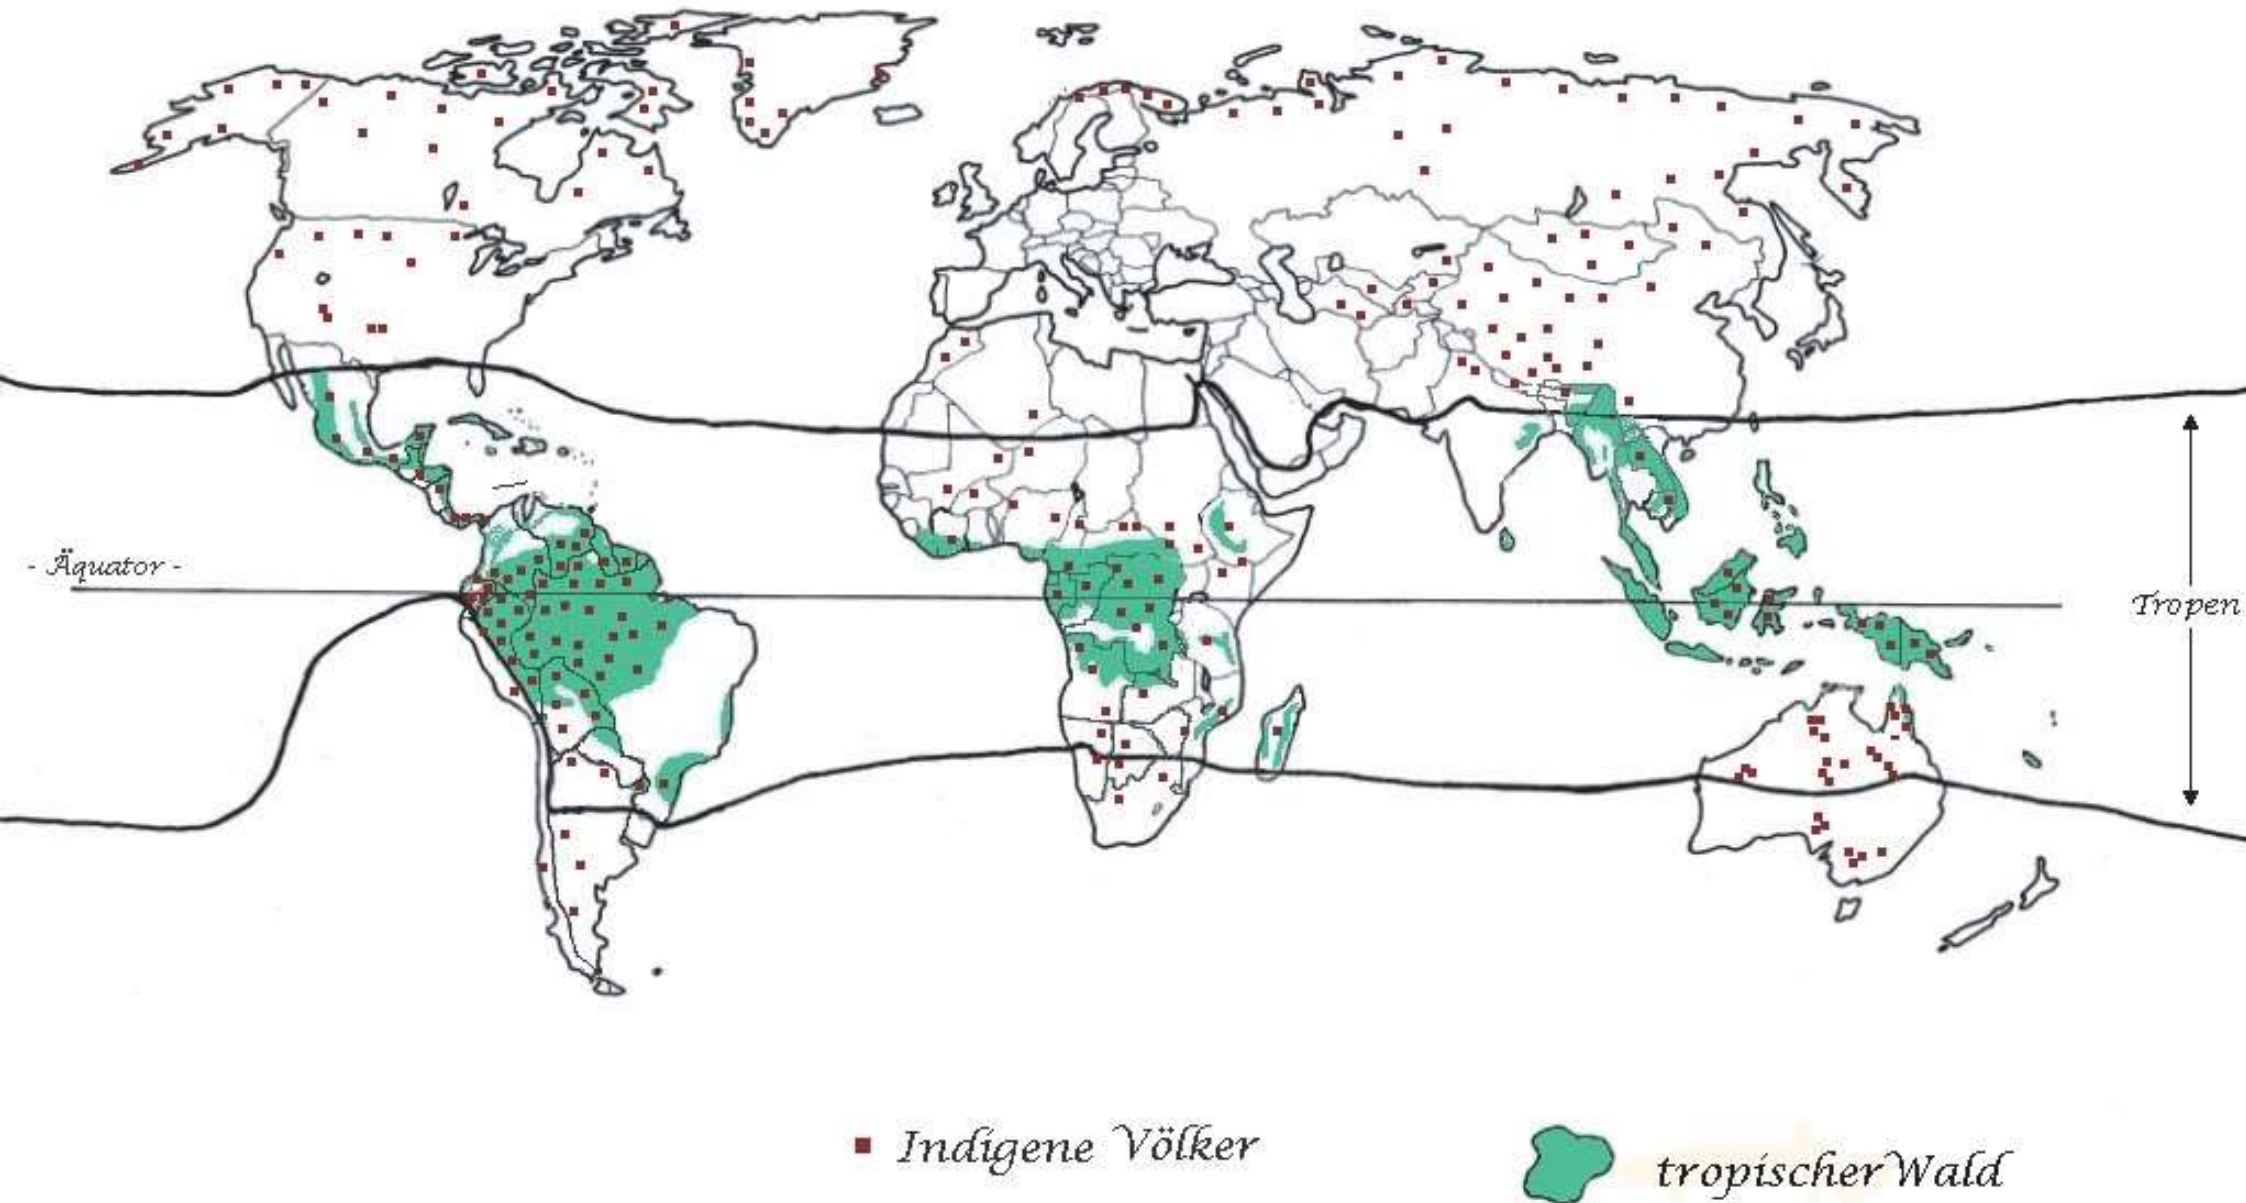 - Äquator -
Tropen
Indigene Völker
tropischer Wald